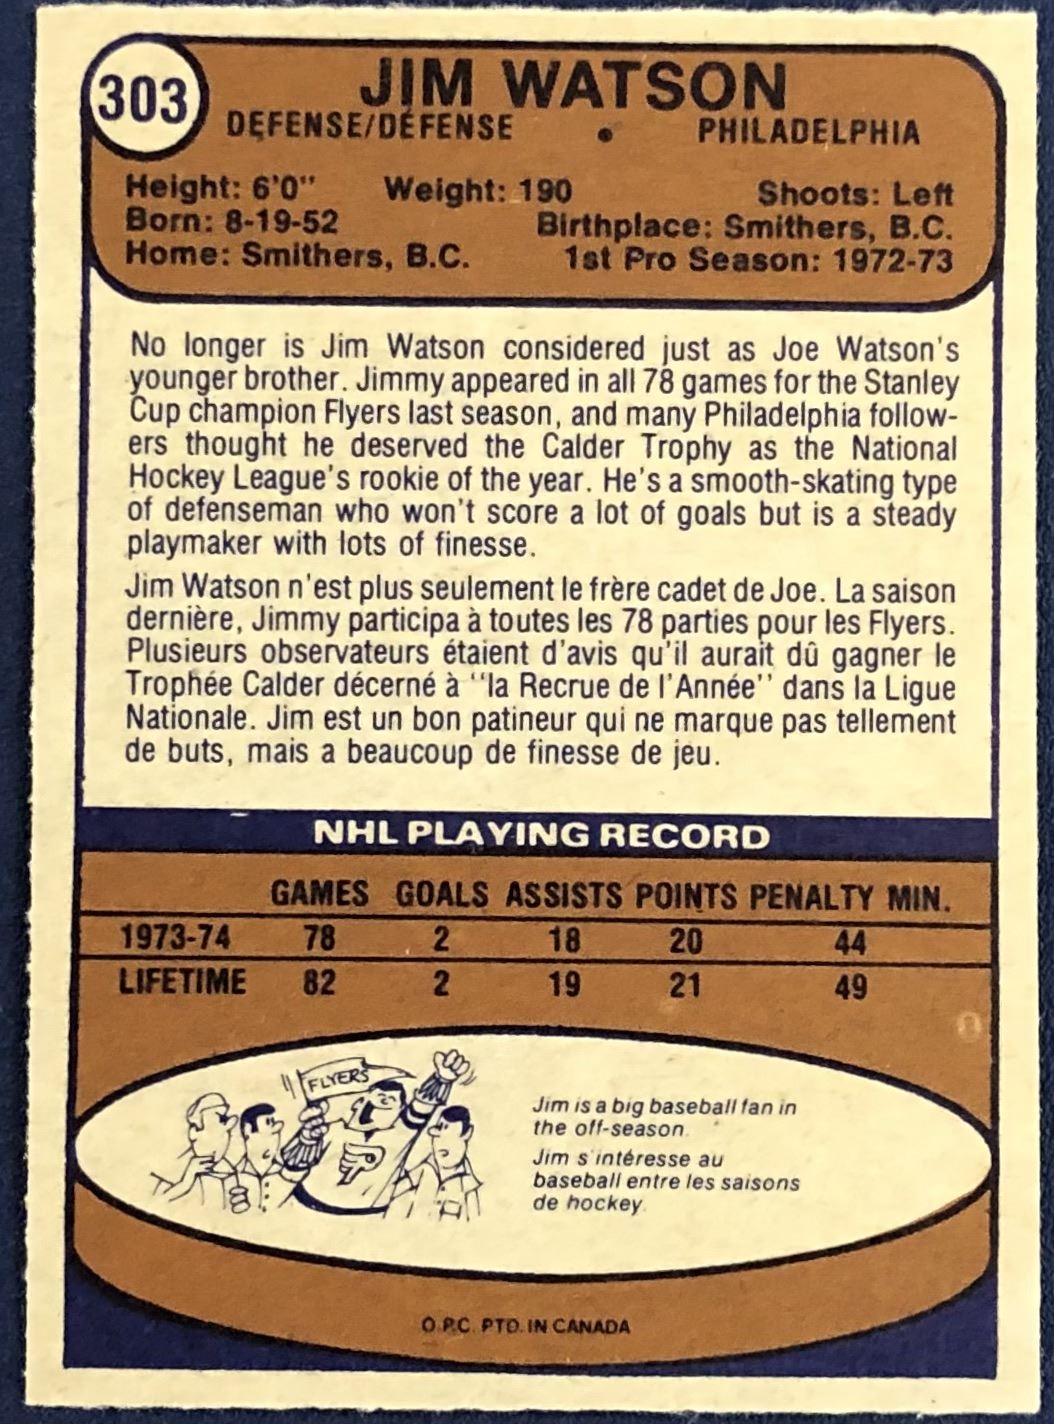 303
JIM WATSON
DEFENSE/DÉFENSE • PHILADELPHIA
Height: 6'0" Weight: 190 Shoots: Left
Born: 8-19-52 Birthplace: Smithers, B.C.
Home: Smithers, B.C. 1st Pro Season: 1972-73
No longer is Jim Watson considered just as Joe Watson's
younger brother. Jimmy appeared in all 78 games for the Stanley
Cup champion Flyers last season, and many Philadelphia follow-
ers thought he deserved the Calder Trophy as the National
Hockey League's rookie of the year. He's a smooth-skating type
of defenseman who won't score a lot of goals but is a steady
playmaker with lots of finesse.
Jim Watson n'est plus seulement le frère cadet de Joe. La saison
dernière, Jimmy participa à toutes les 78 parties pour les Flyers.
Plusieurs observateurs étaient d'avis qu'il aurait dû gagner le
Trophée Calder décerné à "la Recrue de l'Année" dans la Ligue
Nationale. Jim est un bon patineur qui ne marque pas tellement
de buts, mais a beaucoup de finesse de jeu.
NHL PLAYING RECORD
GAMES GOALS ASSISTS POINTS PENALTY MIN.
1973-74 78 2 18 20 44
LIFETIME 82 2 19 21 49
FLYERS
Jim is a big baseball fan in
the off-season.
Jim s'intéresse au
baseball entre les saisons
de hockey.
O.P.C. PTD. IN CANADA